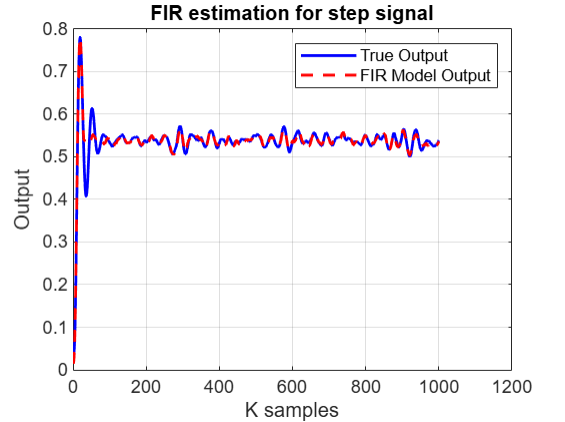 FIR estimation for step signal
0.8
0.7
0.6
0.5
0.4
0.3
0.2
0.1
0
Output
True Output
FIR Model Output
0 200 400 600 800 1000 1200
K samples